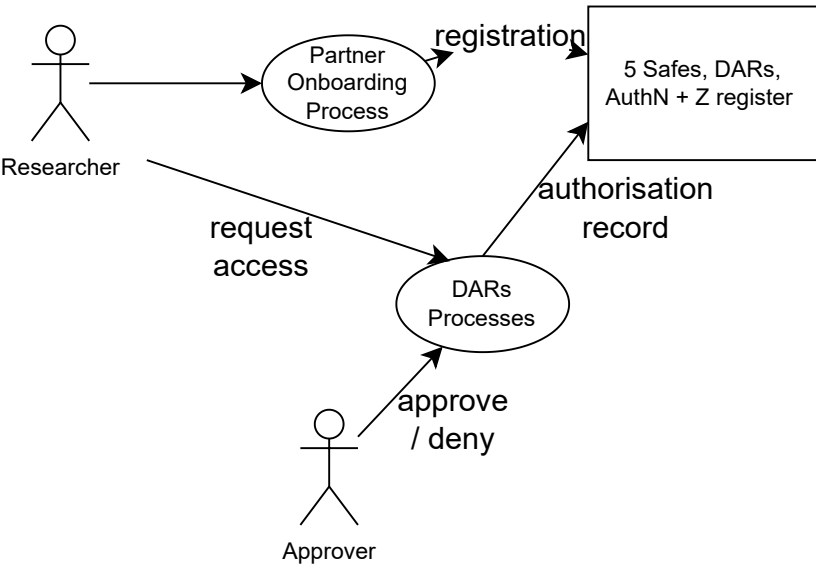 registration
Partner
Onboarding
Process
5 Safes, DARs,
AuthN + Z register
Researcher
authorisation
record
request
access
DARs
Processes
approve
/ deny
Approver